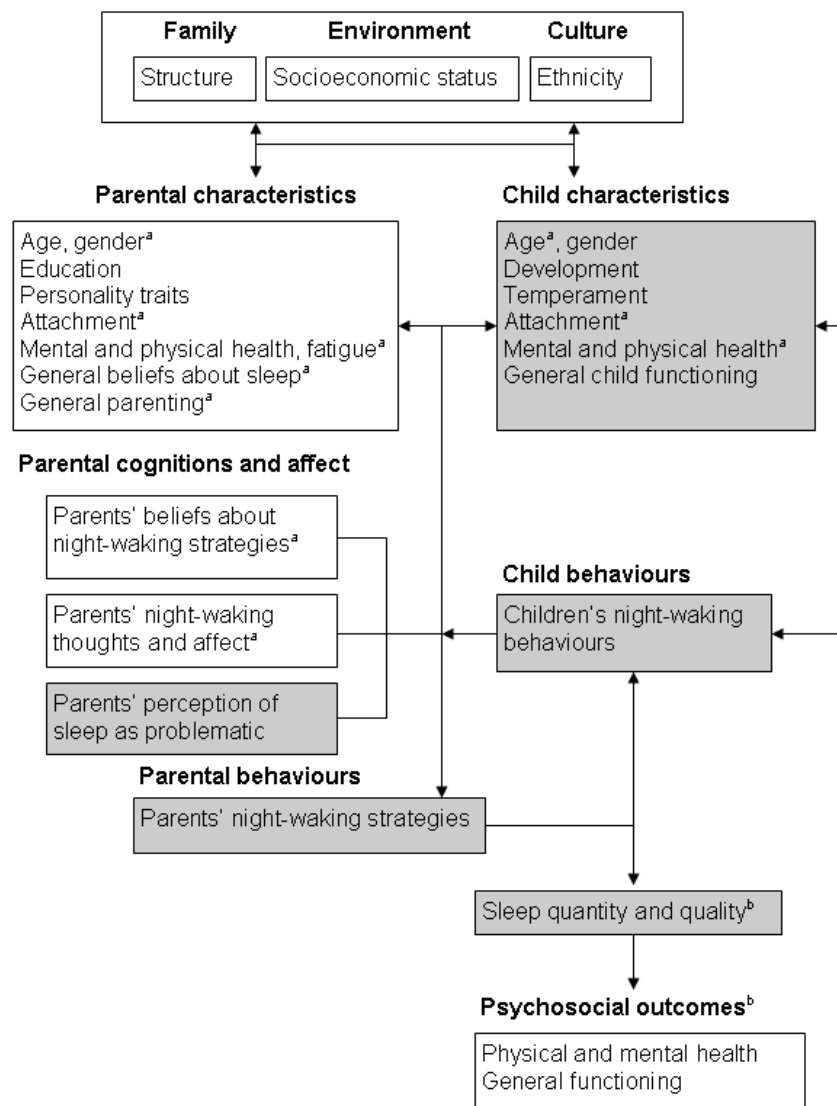 Family Environment Culture
Structure Socioeconomic status Ethnicity
Parental characteristics
Age, genderᵃ
Education
Personality traits
Attachmentᵃ
Mental and physical health, fatigueᵃ
General beliefs about sleepᵃ
General parentingᵃ
Child characteristics
Ageᵃ, gender
Development
Temperament
Attachmentᵃ
Mental and physical healthᵃ
General child functioning
Parental cognitions and affect
Parents' beliefs about
night-waking strategiesᵃ
Parents' night-waking
thoughts and affectᵃ
Parents' perception of
sleep as problematic
Child behaviours
Children's night-waking
behaviours
Parental behaviours
Parents' night-waking strategies
Sleep quantity and qualityᵇ
Psychosocial outcomesᵇ
Physical and mental health
General functioning